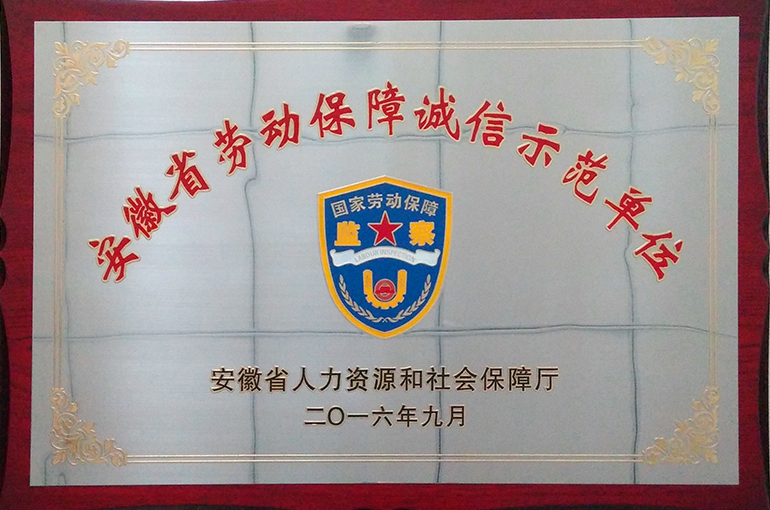 安徽省劳动保障诚信示范单位
国家劳动保障
监察
LABOUR INSPECTION
安徽省人力资源和社会保障厅
二〇一六年九月